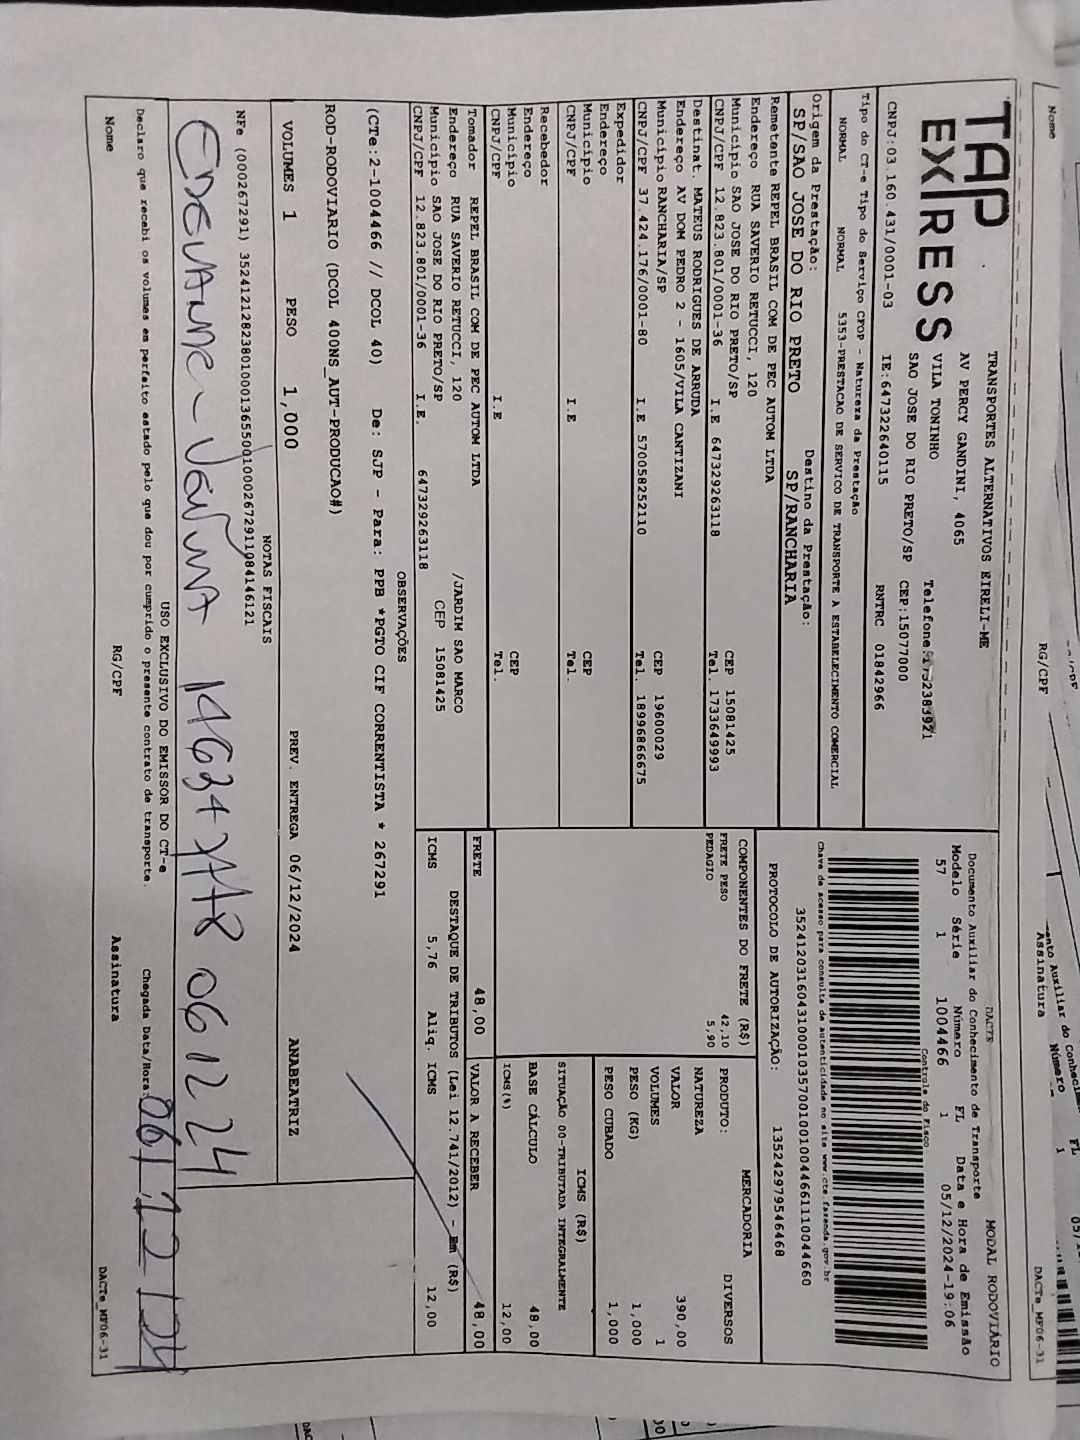 TAP EXPRESS
TRANSPORTES ALTERNATIVOS EIRELI-ME
AV PERCY GANDINI, 4065
VILA TONINHO
SAO JOSE DO RIO PRETO/SP CEP:15077000
CNPJ:03 160.431/0001-03 IE:647322640115 RNTRC 01842966
DACTE MODAL RODOVIÁRIO
Documento Auxiliar do Conhecimento de Transporte
Modelo Série Número FL Data e Hora de Emissão
57 1 1004466 1 05/12/2024-19:06
Controle do Fisco
Chave de acesso para consulta de autenticidade no site www.cte.fazenda.gov.br
35241203160431000103570010010044661110044660
PROTOCOLO DE AUTORIZAÇÃO: 135242979546468
Tipo do CT-e Tipo do Serviço CFOP - Natureza da Prestação
NORMAL NORMAL 5353-PRESTACAO DE SERVICO DE TRANSPORTE A ESTABELECIMENTO COMERCIAL
Origem da Prestação: Destino da Prestação:
SP/SAO JOSE DO RIO PRETO SP/RANCHARIA
Remetente REPEL BRASIL COM DE PEC AUTOM LTDA
Endereço RUA SAVERIO RETUCCI, 120
Município SAO JOSE DO RIO PRETO/SP CEP 15081425
CNPJ/CPF 12.823.801/0001-36 I.E 647329263118 Tel. 1733649993
Destinat. MATEUS RODRIGUES DE ARRUDA
Endereço AV DOM PEDRO 2 - 1605/VILA CANTIZANI
Município RANCHARIA/SP CEP 19600029
CNPJ/CPF 37.424.176/0001-80 I.E 570058252110 Tel. 18996866675
Expedidor
Endereço
Município CEP
CNPJ/CPF I.E Tel.
Recebedor
Endereço
Município CEP
CNPJ/CPF I.E Tel.
Tomador REPEL BRASIL COM DE PEC AUTOM LTDA
Endereço RUA SAVERIO RETUCCI, 120 /JARDIM SAO MARCO
Município SAO JOSE DO RIO PRETO/SP CEP 15081425
CNPJ/CPF 12.823.801/0001-36 I.E. 647329263118
COMPONENTES DO FRETE (R$)
FRETE PESO 42,10
PEDAGIO 5,90
MERCADORIA
PRODUTO: DIVERSOS
NATUREZA
VALOR 390,00
VOLUMES 1
PESO (KG) 1,000
PESO CUBADO 1,000
ICMS (R$)
SITUAÇÃO 00-TRIBUTADA INTEGRALMENTE
BASE CÁLCULO 48,00
ICMS(%) 12,00
FRETE 48,00 VALOR A RECEBER 48,00
DESTAQUE DE TRIBUTOS (Lei 12.741/2012) - Em (R$)
ICMS 5,76 Aliq. ICMS 12,00
OBSERVAÇÕES
(CTe:2-1004466 // DCOL 40) De: SJP - Para: PPB *PGTO CIF CORRENTISTA * 267291
ROD-RODOVIARIO (DCOL 400NS_AUT-PRODUCAO#)
VOLUMES 1 PESO 1,000 PREV. ENTREGA 06/12/2024 ANABEATRIZ
NOTAS FISCAIS
NFe (000267291) 35241212823801000136550010002672911084146121
06 12 24
USO EXCLUSIVO DO EMISSOR DO CT-e
Declaro que recebi os volumes em perfeito estado pelo que dou por cumprido o presente contrato de transporte. Chegada Data/Hora: 06/12/24
Nome RG/CPF Assinatura DACTe_MF06-31
Nome RG/CPF Assinatura DACTe_MF06-31